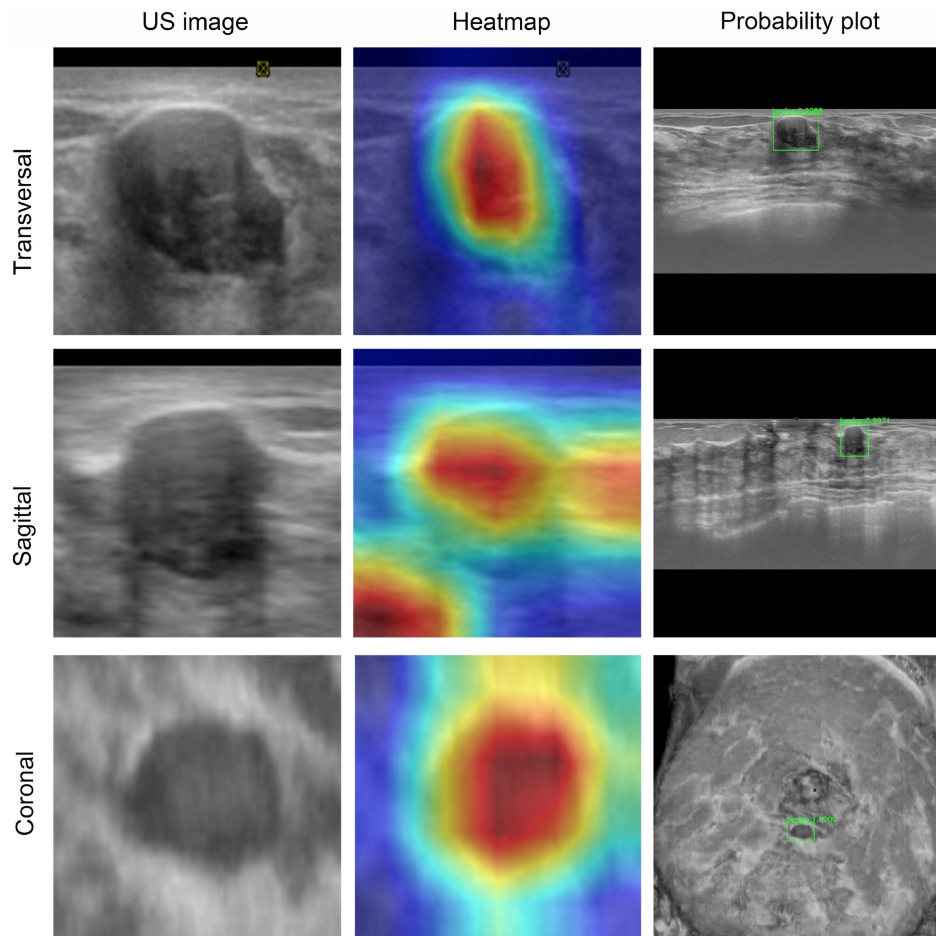 US image
Heatmap
Probability plot
Transversal
Sagittal
Coronal